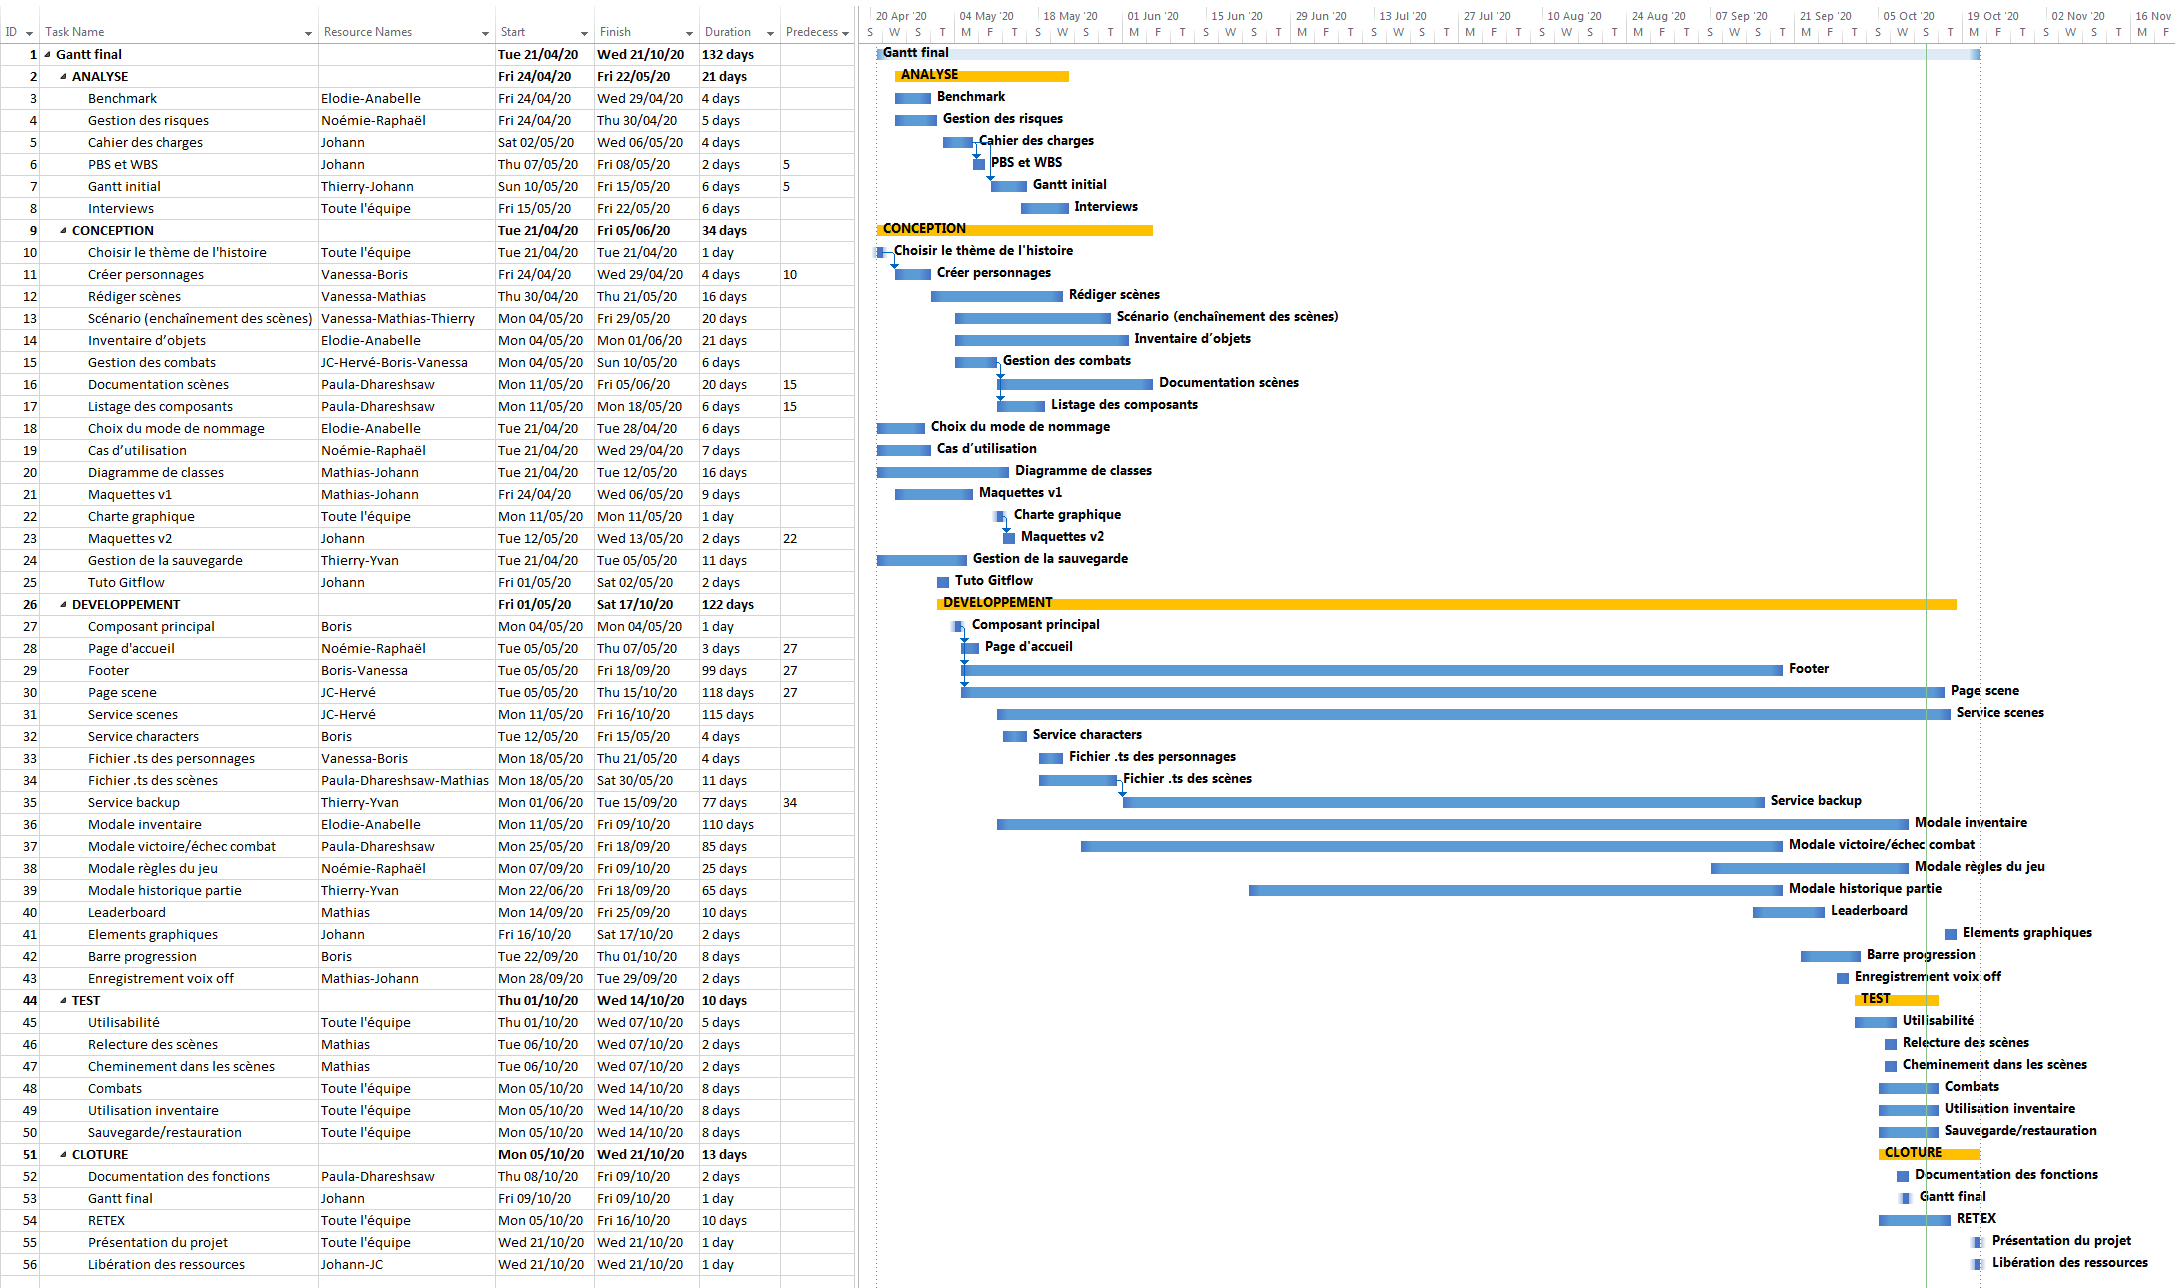 20 Apr '20 04 May '20 18 May '20 01 Jun '20 15 Jun '20 29 Jun '20 13 Jul '20 27 Jul '20 10 Aug '20 24 Aug '20 07 Sep '20 21 Sep '20 05 Oct '20 19 Oct '20 02 Nov '20 16 Nov
ID Task Name Resource Names Start Finish Duration Predecess S W S T M F T S W S T M F T S W S T M F T S W S T M F T S W S T M F T S W S T M F T S W S T M F T S W S T M F
1 Gantt final Tue 21/04/20 Wed 21/10/20 132 days Gantt final
2 ANALYSE Fri 24/04/20 Fri 22/05/20 21 days ANALYSE
3 Benchmark Elodie-Anabelle Fri 24/04/20 Wed 29/04/20 4 days Benchmark
4 Gestion des risques Noémie-Raphaël Fri 24/04/20 Thu 30/04/20 5 days Gestion des risques
5 Cahier des charges Johann Sat 02/05/20 Wed 06/05/20 4 days Cahier des charges
6 PBS et WBS Johann Thu 07/05/20 Fri 08/05/20 2 days 5 PBS et WBS
7 Gantt initial Thierry-Johann Sun 10/05/20 Fri 15/05/20 6 days 5 Gantt initial
8 Interviews Toute l'équipe Fri 15/05/20 Fri 22/05/20 6 days Interviews
9 CONCEPTION Tue 21/04/20 Fri 05/06/20 34 days CONCEPTION
10 Choisir le thème de l'histoire Toute l'équipe Tue 21/04/20 Tue 21/04/20 1 day Choisir le thème de l'histoire
11 Créer personnages Vanessa-Boris Fri 24/04/20 Wed 29/04/20 4 days 10 Créer personnages
12 Rédiger scènes Vanessa-Mathias Thu 30/04/20 Thu 21/05/20 16 days Rédiger scènes
13 Scénario (enchaînement des scènes) Vanessa-Mathias-Thierry Mon 04/05/20 Fri 29/05/20 20 days Scénario (enchaînement des scènes)
14 Inventaire d’objets Elodie-Anabelle Mon 04/05/20 Mon 01/06/20 21 days Inventaire d’objets
15 Gestion des combats JC-Hervé-Boris-Vanessa Mon 04/05/20 Sun 10/05/20 6 days Gestion des combats
16 Documentation scènes Paula-Dhareshsaw Mon 11/05/20 Fri 05/06/20 20 days 15 Documentation scènes
17 Listage des composants Paula-Dhareshsaw Mon 11/05/20 Mon 18/05/20 6 days 15 Listage des composants
18 Choix du mode de nommage Elodie-Anabelle Tue 21/04/20 Tue 28/04/20 6 days Choix du mode de nommage
19 Cas d’utilisation Noémie-Raphaël Tue 21/04/20 Wed 29/04/20 7 days Cas d’utilisation
20 Diagramme de classes Mathias-Johann Tue 21/04/20 Tue 12/05/20 16 days Diagramme de classes
21 Maquettes v1 Mathias-Johann Fri 24/04/20 Wed 06/05/20 9 days Maquettes v1
22 Charte graphique Toute l'équipe Mon 11/05/20 Mon 11/05/20 1 day Charte graphique
23 Maquettes v2 Johann Tue 12/05/20 Wed 13/05/20 2 days 22 Maquettes v2
24 Gestion de la sauvegarde Thierry-Yvan Tue 21/04/20 Tue 05/05/20 11 days Gestion de la sauvegarde
25 Tuto Gitflow Johann Fri 01/05/20 Sat 02/05/20 2 days Tuto Gitflow
26 DEVELOPPEMENT Fri 01/05/20 Sat 17/10/20 122 days DEVELOPPEMENT
27 Composant principal Boris Mon 04/05/20 Mon 04/05/20 1 day Composant principal
28 Page d'accueil Noémie-Raphaël Tue 05/05/20 Thu 07/05/20 3 days 27 Page d'accueil
29 Footer Boris-Vanessa Tue 05/05/20 Fri 18/09/20 99 days 27 Footer
30 Page scene JC-Hervé Tue 05/05/20 Thu 15/10/20 118 days 27 Page scene
31 Service scenes JC-Hervé Mon 11/05/20 Fri 16/10/20 115 days Service scenes
32 Service characters Boris Tue 12/05/20 Fri 15/05/20 4 days Service characters
33 Fichier .ts des personnages Vanessa-Boris Mon 18/05/20 Thu 21/05/20 4 days Fichier .ts des personnages
34 Fichier .ts des scènes Paula-Dhareshsaw-Mathias Mon 18/05/20 Sat 30/05/20 11 days Fichier .ts des scènes
35 Service backup Thierry-Yvan Mon 01/06/20 Tue 15/09/20 77 days 34 Service backup
36 Modale inventaire Elodie-Anabelle Mon 11/05/20 Fri 09/10/20 110 days Modale inventaire
37 Modale victoire/échec combat Paula-Dhareshsaw Mon 25/05/20 Fri 18/09/20 85 days Modale victoire/échec combat
38 Modale règles du jeu Noémie-Raphaël Mon 07/09/20 Fri 09/10/20 25 days Modale règles du jeu
39 Modale historique partie Thierry-Yvan Mon 22/06/20 Fri 18/09/20 65 days Modale historique partie
40 Leaderboard Mathias Mon 14/09/20 Fri 25/09/20 10 days Leaderboard
41 Elements graphiques Johann Fri 16/10/20 Sat 17/10/20 2 days Elements graphiques
42 Barre progression Boris Tue 22/09/20 Thu 01/10/20 8 days Barre progression
43 Enregistrement voix off Mathias-Johann Mon 28/09/20 Tue 29/09/20 2 days Enregistrement voix off
44 TEST Thu 01/10/20 Wed 14/10/20 10 days TEST
45 Utilisabilité Toute l'équipe Thu 01/10/20 Wed 07/10/20 5 days Utilisabilité
46 Relecture des scènes Mathias Tue 06/10/20 Wed 07/10/20 2 days Relecture des scènes
47 Cheminement dans les scènes Mathias Tue 06/10/20 Wed 07/10/20 2 days Cheminement dans les scènes
48 Combats Toute l'équipe Mon 05/10/20 Wed 14/10/20 8 days Combats
49 Utilisation inventaire Toute l'équipe Mon 05/10/20 Wed 14/10/20 8 days Utilisation inventaire
50 Sauvegarde/restauration Toute l'équipe Mon 05/10/20 Wed 14/10/20 8 days Sauvegarde/restauration
51 CLOTURE Mon 05/10/20 Wed 21/10/20 13 days CLOTURE
52 Documentation des fonctions Paula-Dhareshsaw Thu 08/10/20 Fri 09/10/20 2 days Documentation des fonctions
53 Gantt final Johann Fri 09/10/20 Fri 09/10/20 1 day Gantt final
54 RETEX Toute l'équipe Mon 05/10/20 Fri 16/10/20 10 days RETEX
55 Présentation du projet Toute l'équipe Wed 21/10/20 Wed 21/10/20 1 day Présentation du projet
56 Libération des ressources Johann-JC Wed 21/10/20 Wed 21/10/20 1 day Libération des ressources